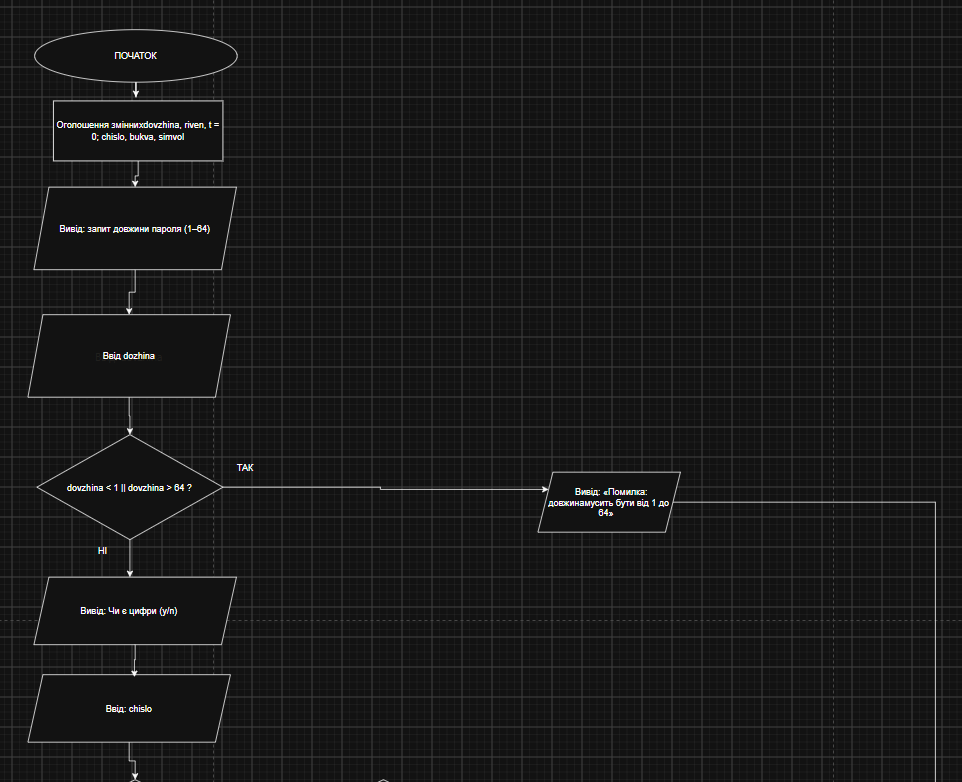 ПОЧАТОК
Оголошення зміннихdovzhina, riven, t =
0; chislo, bukva, simvol
Вивід: запит довжини пароля (1–64)
Ввід dozhina
dovzhina < 1 || dovzhina > 64 ?
ТАК
Вивід: «Помилка:
довжинамусить бути від 1 до
64»
НІ
Вивід: Чи є цифри (y/n)
Ввід: chislo